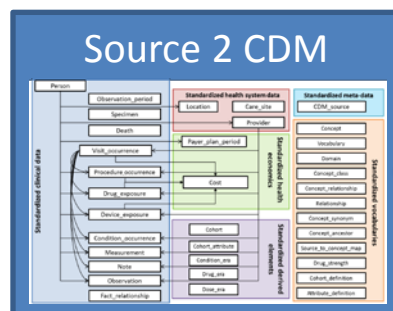 Source 2 CDM
Person
Standardized clinical data
Observation_period
Specimen
Death
Visit_occurrence
Procedure_occurrence
Drug_exposure
Device_exposure
Condition_occurrence
Measurement
Note
Observation
Fact_relationship
Standardized health system data
Location
Care_site
Provider
Payer_plan_period
Cost
Standardized health
economics
Cohort
Cohort_attribute
Condition_era
Drug_era
Dose_era
Standardized derived
elements
Standardized meta-data
CDM_source
Concept
Vocabulary
Domain
Concept_class
Concept_relationship
Relationship
Concept_synonym
Concept_ancestor
Source_to_concept_map
Drug_strength
Cohort_definition
Attribute_definition
Standardized vocabularies